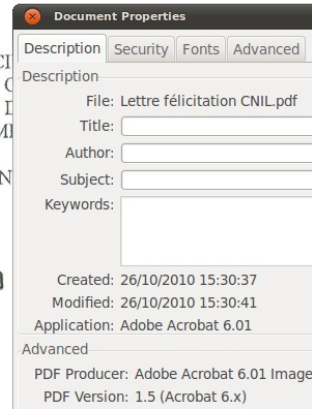 Document Properties
Description Security Fonts Advanced
Description
File: Lettre félicitation CNIL.pdf
Title:
Author:
Subject:
Keywords:
Created: 26/10/2010 15:30:37
Modified: 26/10/2010 15:30:41
Application: Adobe Acrobat 6.01
Advanced
PDF Producer: Adobe Acrobat 6.01 Image
PDF Version: 1.5 (Acrobat 6.x)